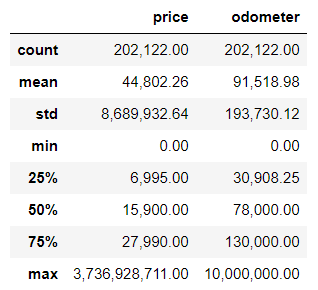 price odometer
count 202,122.00 202,122.00
mean 44,802.26 91,518.98
std 8,689,932.64 193,730.12
min 0.00 0.00
25% 6,995.00 30,908.25
50% 15,900.00 78,000.00
75% 27,990.00 130,000.00
max 3,736,928,711.00 10,000,000.00